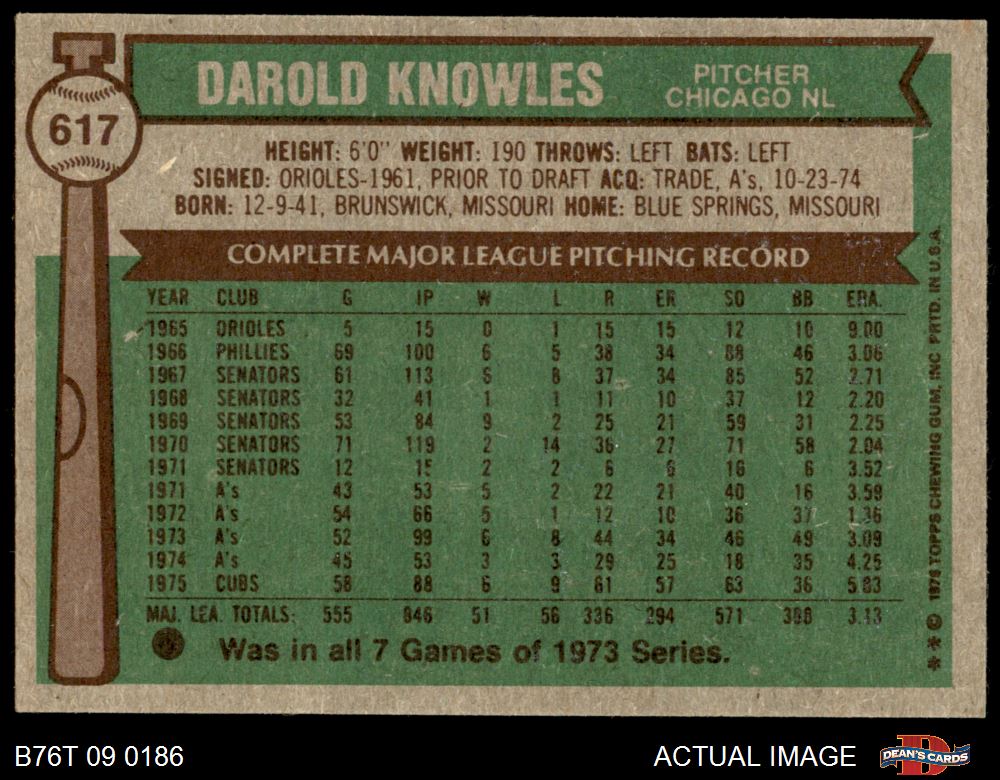 617
DAROLD KNOWLES
PITCHER
CHICAGO NL
HEIGHT: 6'0" WEIGHT: 190 THROWS: LEFT BATS: LEFT
SIGNED: ORIOLES-1961, PRIOR TO DRAFT ACQ: TRADE, A's, 10-23-74
BORN: 12-9-41, BRUNSWICK, MISSOURI HOME: BLUE SPRINGS, MISSOURI
COMPLETE MAJOR LEAGUE PITCHING RECORD
YEAR CLUB G IP W L R ER SO BB ERA.
1965 ORIOLES 5 15 0 1 15 15 12 10 9.00
1966 PHILLIES 69 100 6 5 38 34 88 46 3.06
1967 SENATORS 61 113 6 8 37 34 85 52 2.71
1968 SENATORS 32 41 1 1 11 10 37 12 2.20
1969 SENATORS 53 84 9 2 25 21 59 31 2.25
1970 SENATORS 71 119 2 14 36 27 71 58 2.04
1971 SENATORS 12 15 2 2 6 6 16 6 3.52
1971 A's 43 53 5 2 22 21 40 16 3.59
1972 A's 54 66 5 1 12 10 36 37 1.36
1973 A's 52 99 6 8 44 34 46 49 3.09
1974 A's 45 53 3 3 29 25 18 35 4.25
1975 CUBS 58 88 6 9 61 57 63 36 5.83
MAJ. LEA. TOTALS: 555 846 51 56 336 294 571 388 3.13
Was in all 7 Games of 1973 Series.
** © 1976 TOPPS CHEWING GUM, INC PRTD. IN U.S.A.
B76T 09 0186
ACTUAL IMAGE
DEAN'S CARDS